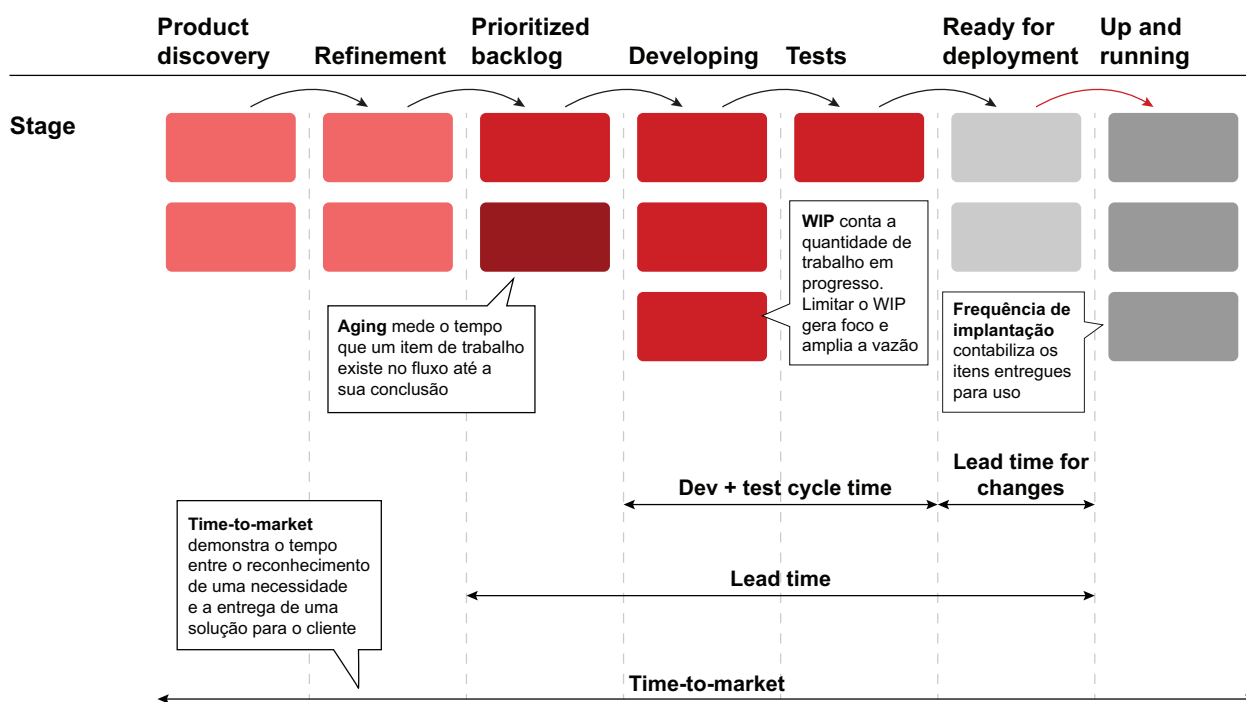 Product
discovery
Refinement
Prioritized
backlog
Developing
Tests
Ready for
deployment
Up and
running
Stage
Aging mede o tempo
que um item de trabalho
existe no fluxo até a
sua conclusão
WIP conta a
quantidade de
trabalho em
progresso.
Limitar o WIP
gera foco e
amplia a vazão
Frequência de
implantação
contabiliza os
itens entregues
para uso
Dev + test cycle time
Lead time for
changes
Time-to-market
demonstra o tempo
entre o reconhecimento
de uma necessidade
e a entrega de uma
solução para o cliente
Lead time
Time-to-market